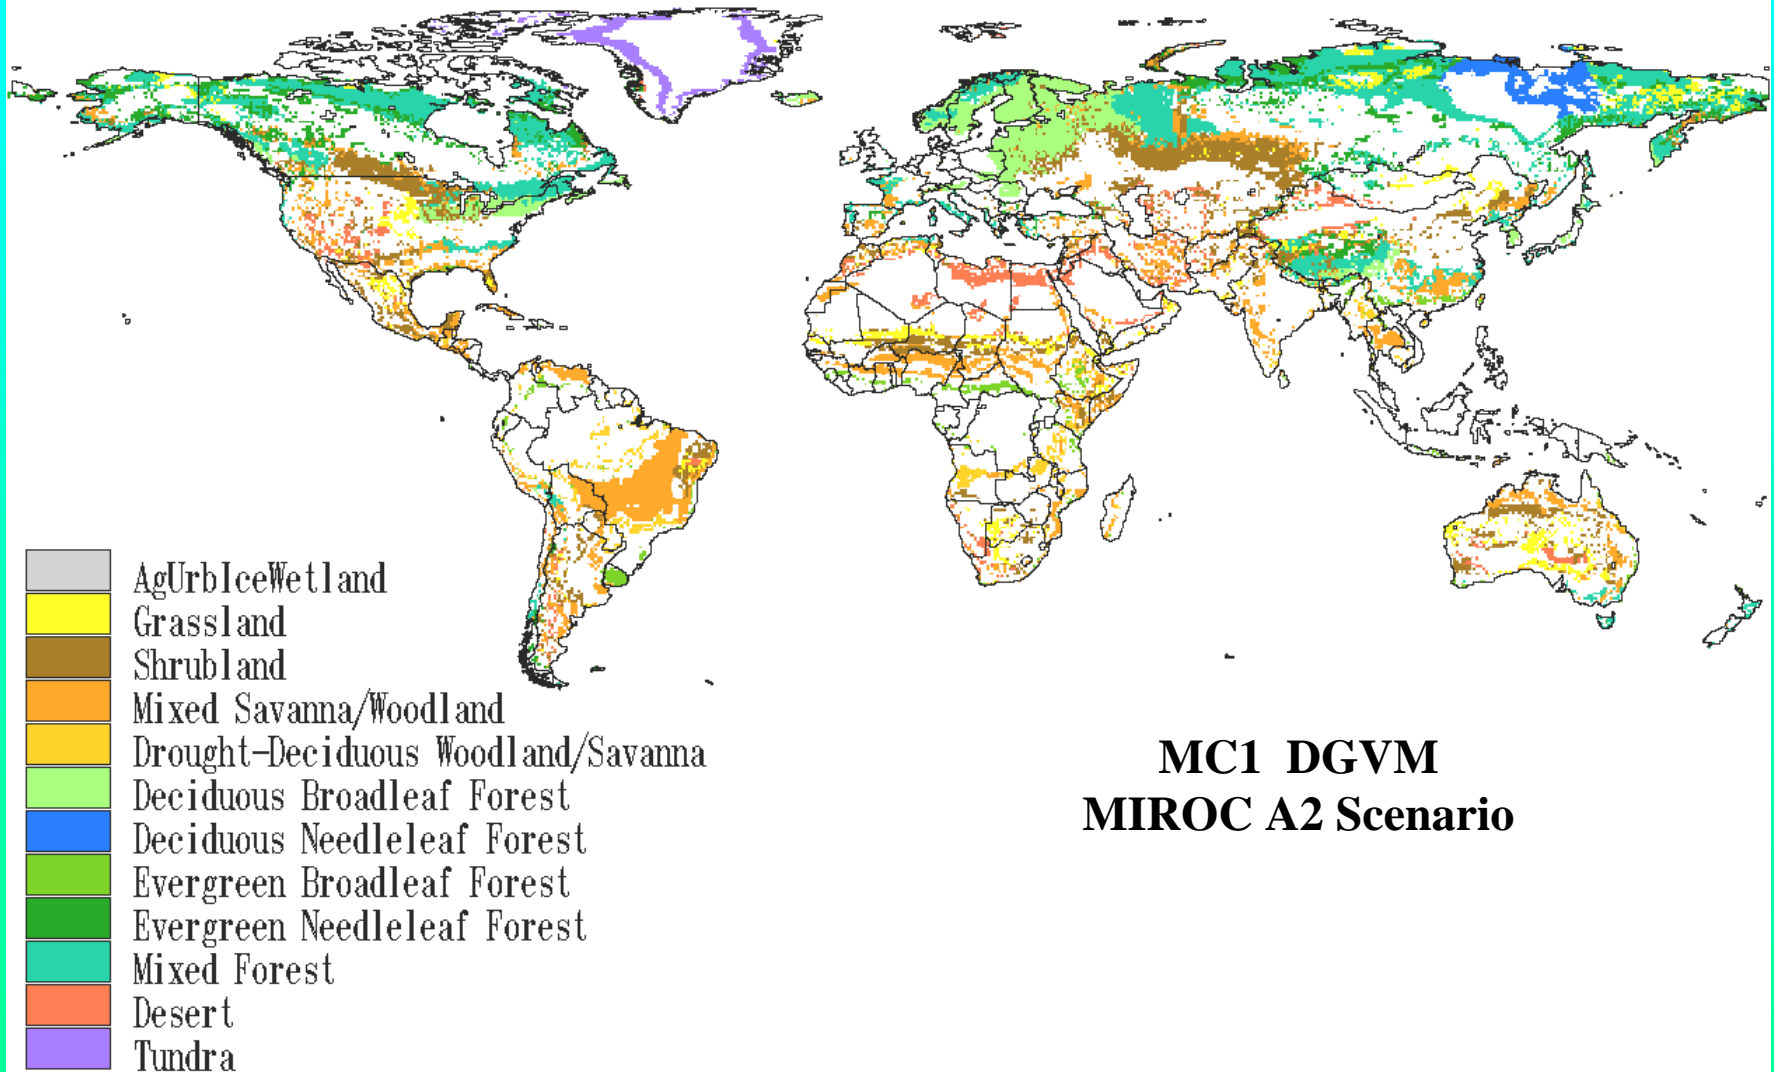 AgUrbIceWetland
Grassland
Shrubland
Mixed Savanna/Woodland
Drought-Deciduous Woodland/Savanna
Deciduous Broadleaf Forest
Deciduous Needleleaf Forest
Evergreen Broadleaf Forest
Evergreen Needleleaf Forest
Mixed Forest
Desert
Tundra
MC1 DGVM
MIROC A2 Scenario